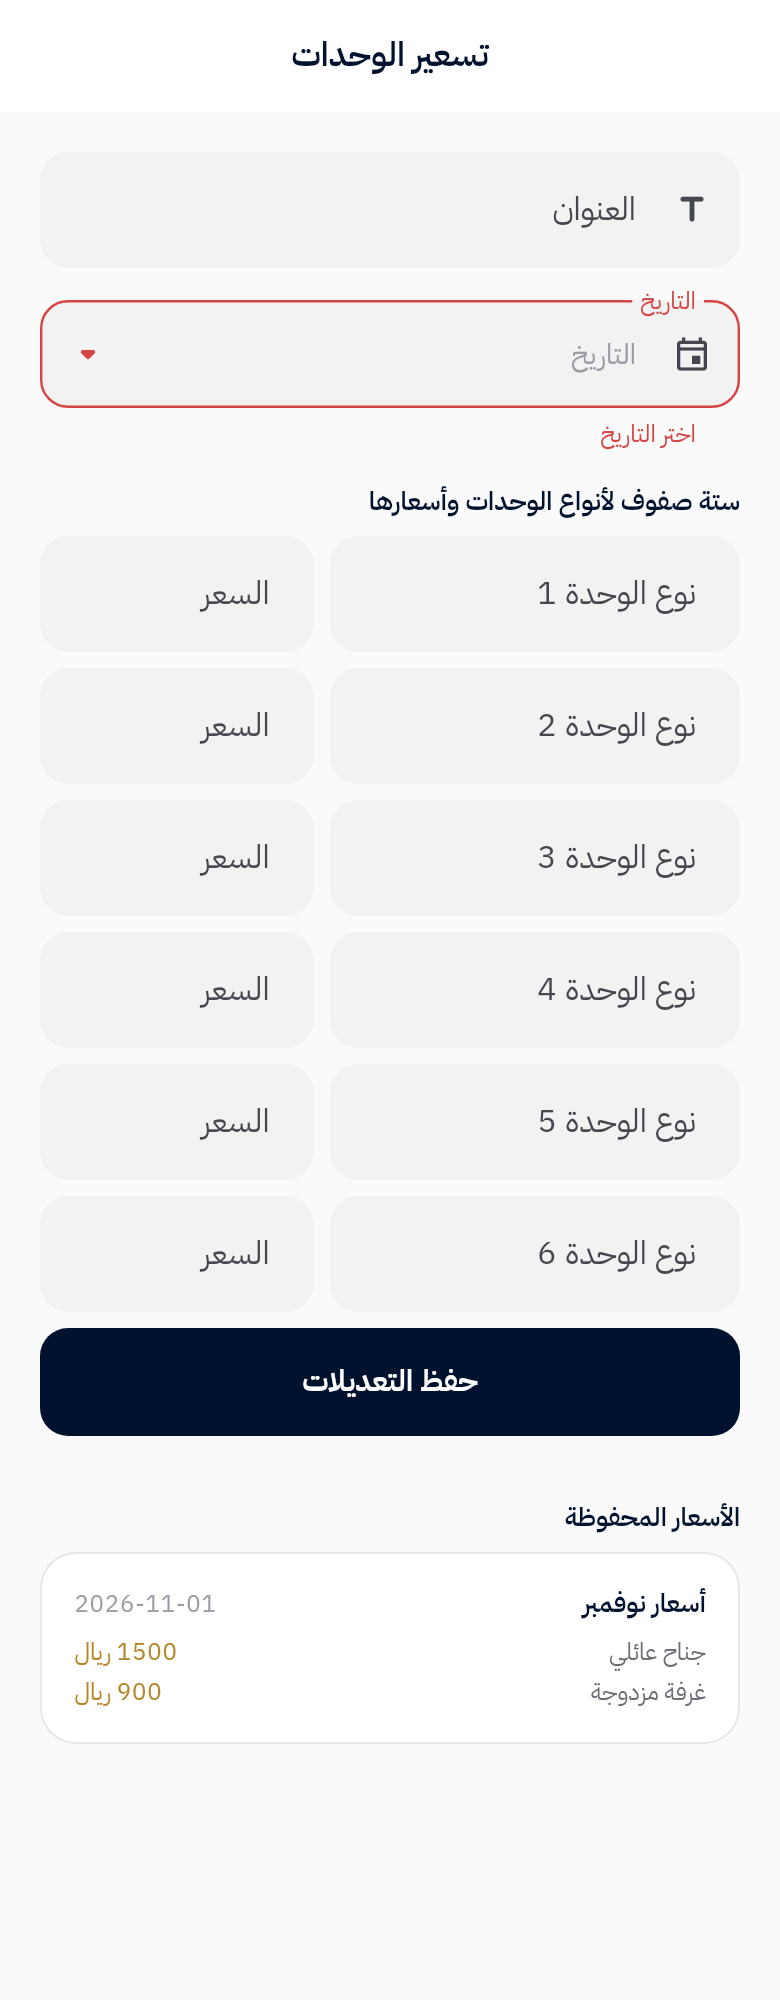 تسعير الوحدات
العنوان
التاريخ
التاريخ
اختر التاريخ
ستة صفوف لأنواع الوحدات وأسعارها
نوع الوحدة 1 السعر
نوع الوحدة 2 السعر
نوع الوحدة 3 السعر
نوع الوحدة 4 السعر
نوع الوحدة 5 السعر
نوع الوحدة 6 السعر
حفظ التعديلات
الأسعار المحفوظة
أسعار نوفمبر 2026-11-01
جناح عائلي 1500 ريال
غرفة مزدوجة 900 ريال